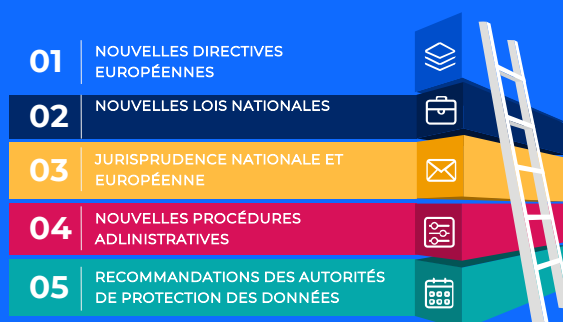 01
NOUVELLES DIRECTIVES
EUROPÉENNES
02
NOUVELLES LOIS NATIONALES
03
JURISPRUDENCE NATIONALE ET
EUROPÉENNE
04
NOUVELLES PROCÉDURES
ADLINISTRATIVES
05
RECOMMANDATIONS DES AUTORITÉS
DE PROTECTION DES DONNÉES